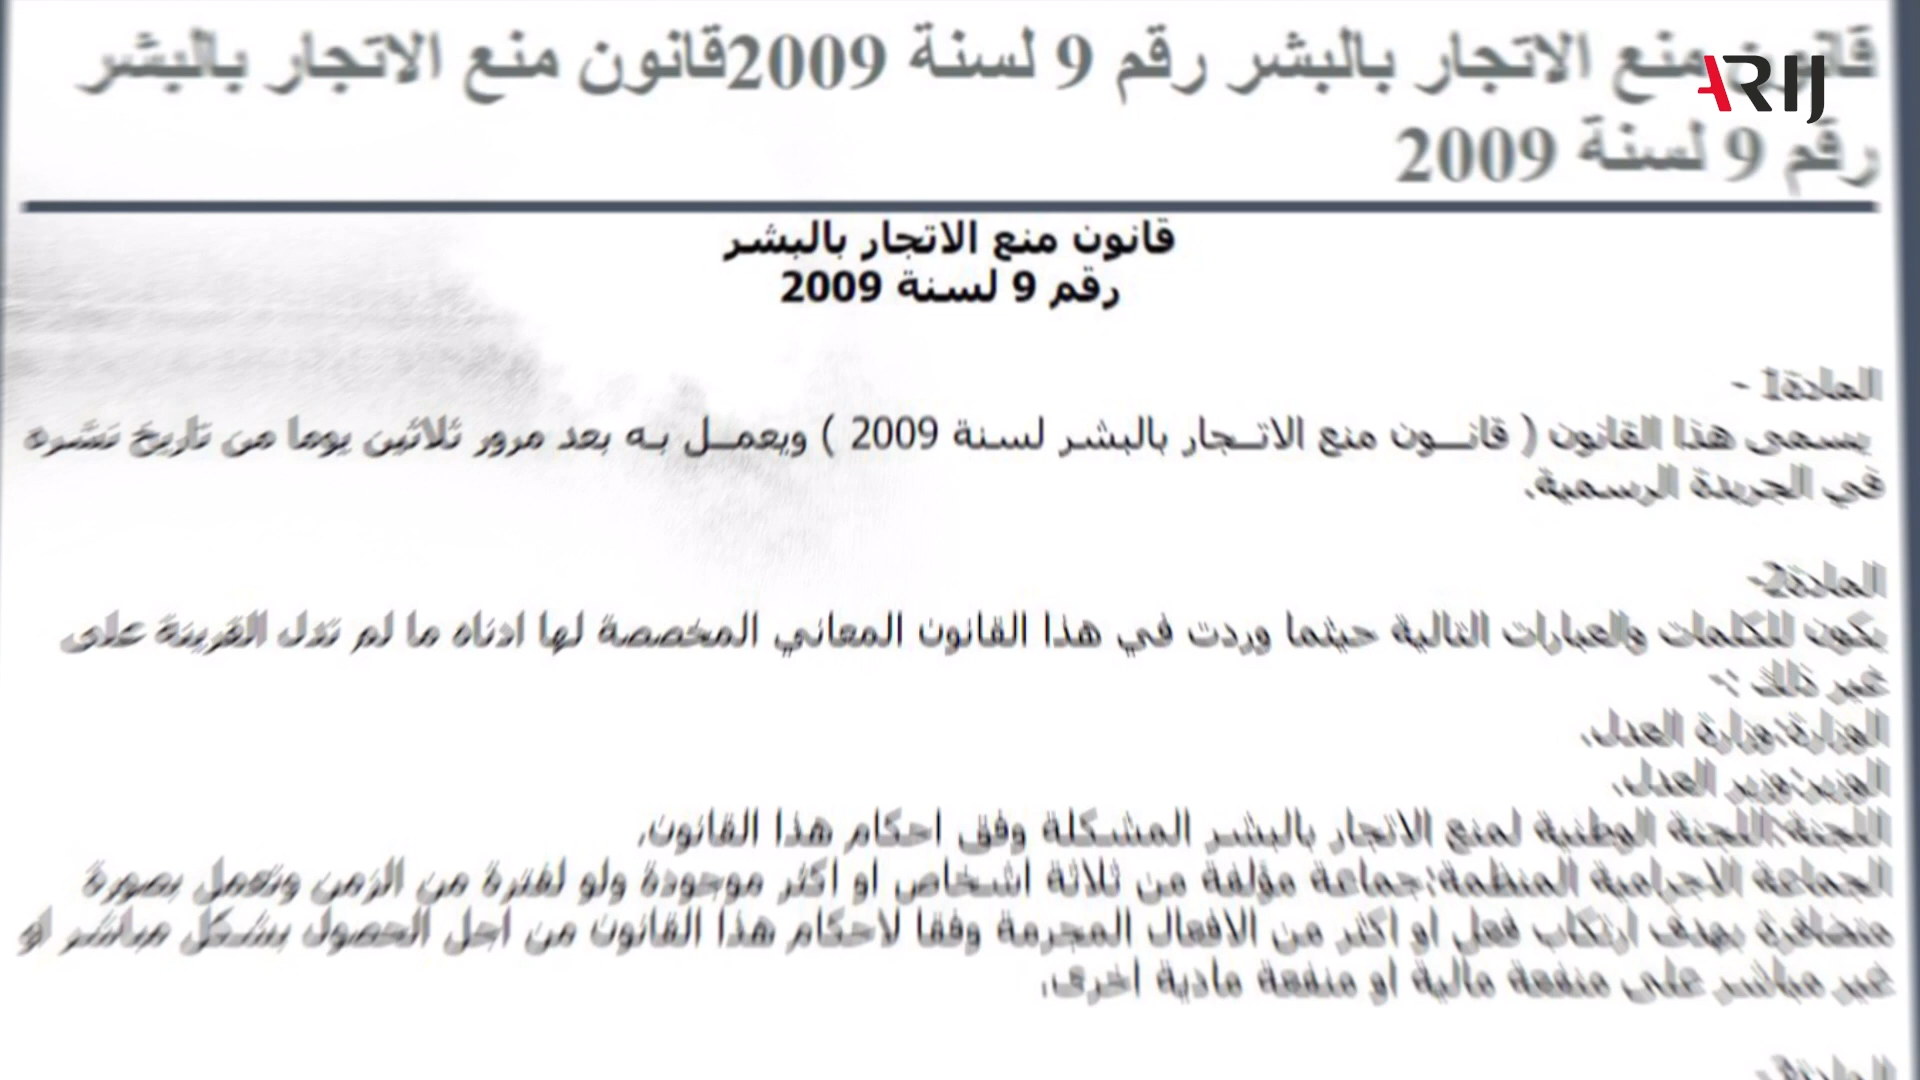 قانون منع الاتجار بالبشر رقم 9 لسنة 2009قانون منع الاتجار بالبشر
رقم 9 لسنة 2009
ARIJ
قانون منع الاتجار بالبشر
رقم 9 لسنة 2009
المادة1 -
يسمى هذا القانون ( قانـــون منع الاتـــجار بالبشر لسنة 2009 ) ويعمــل بـه بعد مرور ثلاثين يوما من تاريخ نشره
في الجريدة الرسمية.
المادة2-
يكون للكلمات والعبارات التالية حيثما وردت في هذا القانون المعاني المخصصة لها ادناه ما لم تدل القرينة على
غير ذلك :-
الوزارة:وزارة العدل.
الوزير:وزير العدل.
اللجنة:اللجنة الوطنية لمنع الاتجار بالبشر المشكلة وفق احكام هذا القانون.
الجماعة الاجرامية المنظمة:جماعة مؤلفة من ثلاثة اشخاص او اكثر موجودة ولو لفترة من الزمن وتعمل بصورة
متضافرة بهدف ارتكاب فعل او اكثر من الافعال المجرمة وفقا لاحكام هذا القانون من اجل الحصول بشكل مباشر او
غير مباشر على منفعة مالية او منفعة مادية اخرى.
المادة3-